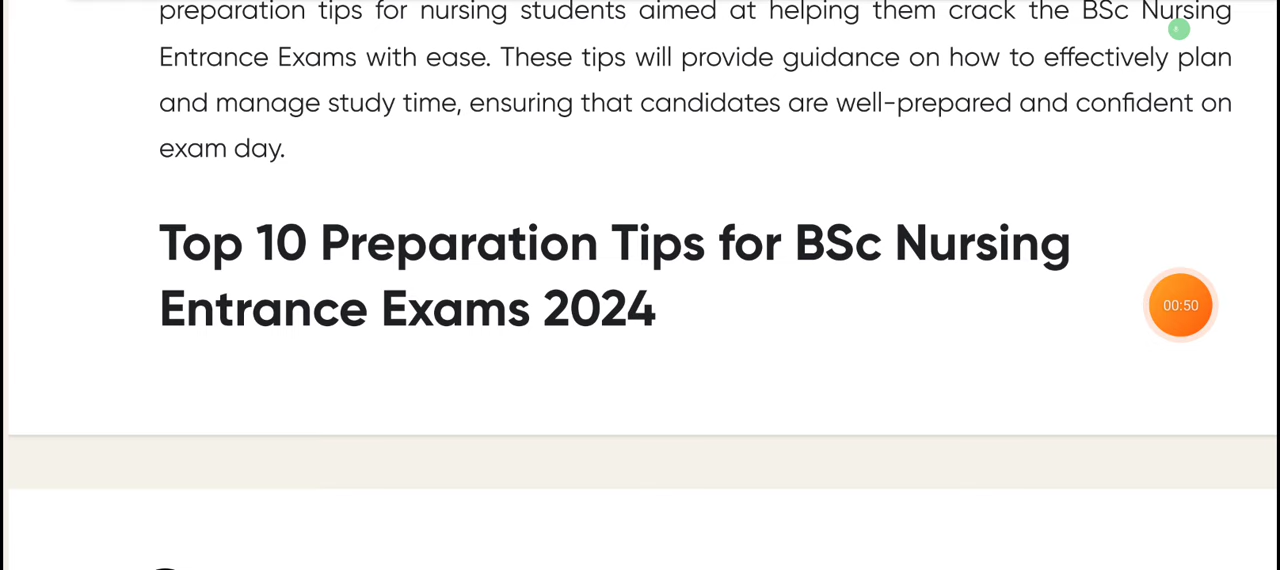 preparation tips for nursing students aimed at helping them crack the BSc Nursing
Entrance Exams with ease. These tips will provide guidance on how to effectively plan
and manage study time, ensuring that candidates are well-prepared and confident on
exam day.
Top 10 Preparation Tips for BSc Nursing
Entrance Exams 2024
00:50